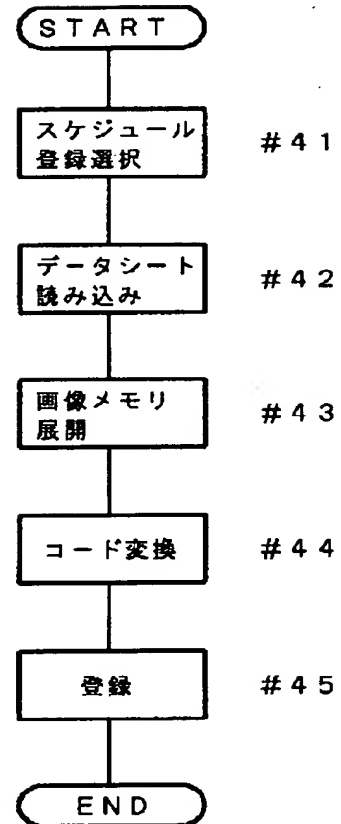 START
スケジュール
登録選択
#41
データシート
読み込み
#42
画像メモリ
展開
#43
コード変換
#44
登録
#45
END